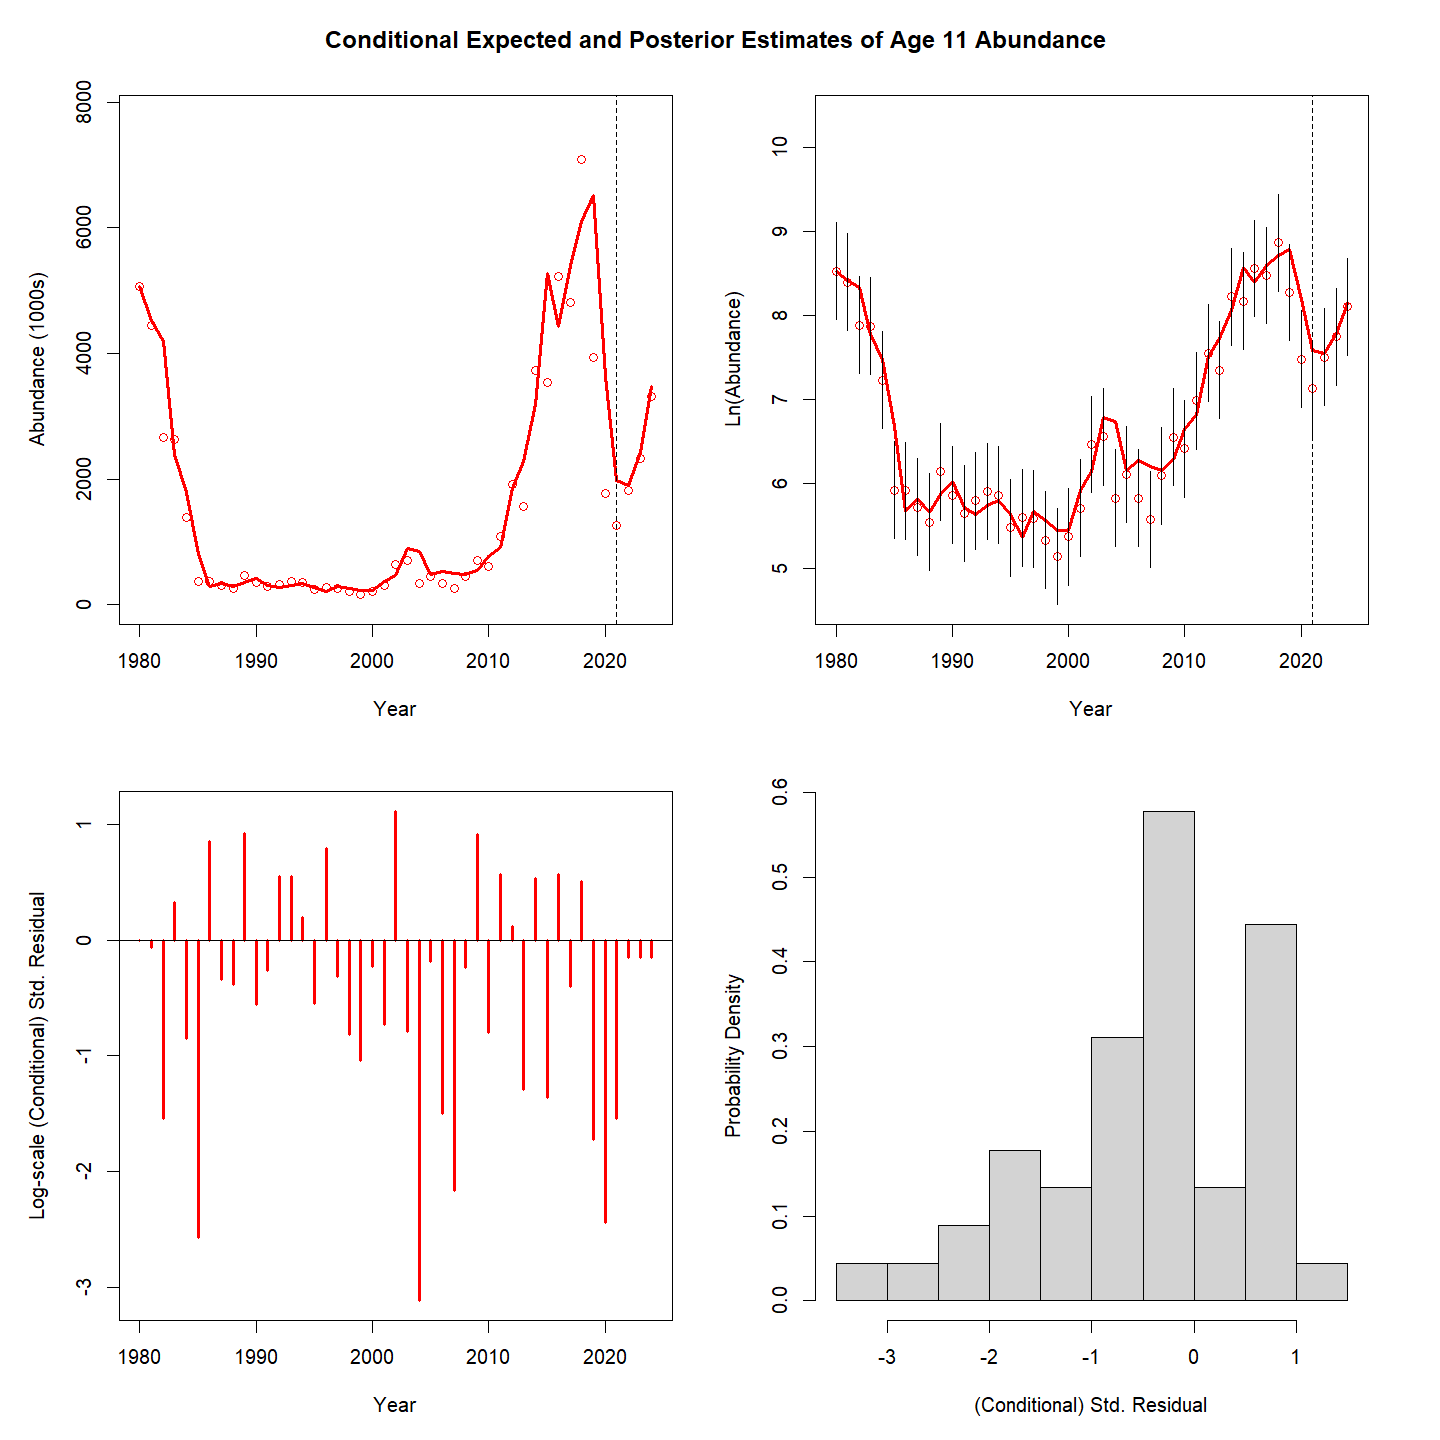 Conditional Expected and Posterior Estimates of Age 11 Abundance
Abundance (1000s)
0 2000 4000 6000 8000
1980 1990 2000 2010 2020
Year
Ln(Abundance)
5 6 7 8 9 10
1980 1990 2000 2010 2020
Year
Log-scale (Conditional) Std. Residual
-3 -2 -1 0 1
1980 1990 2000 2010 2020
Year
Probability Density
0.0 0.1 0.2 0.3 0.4 0.5 0.6
-3 -2 -1 0 1
(Conditional) Std. Residual